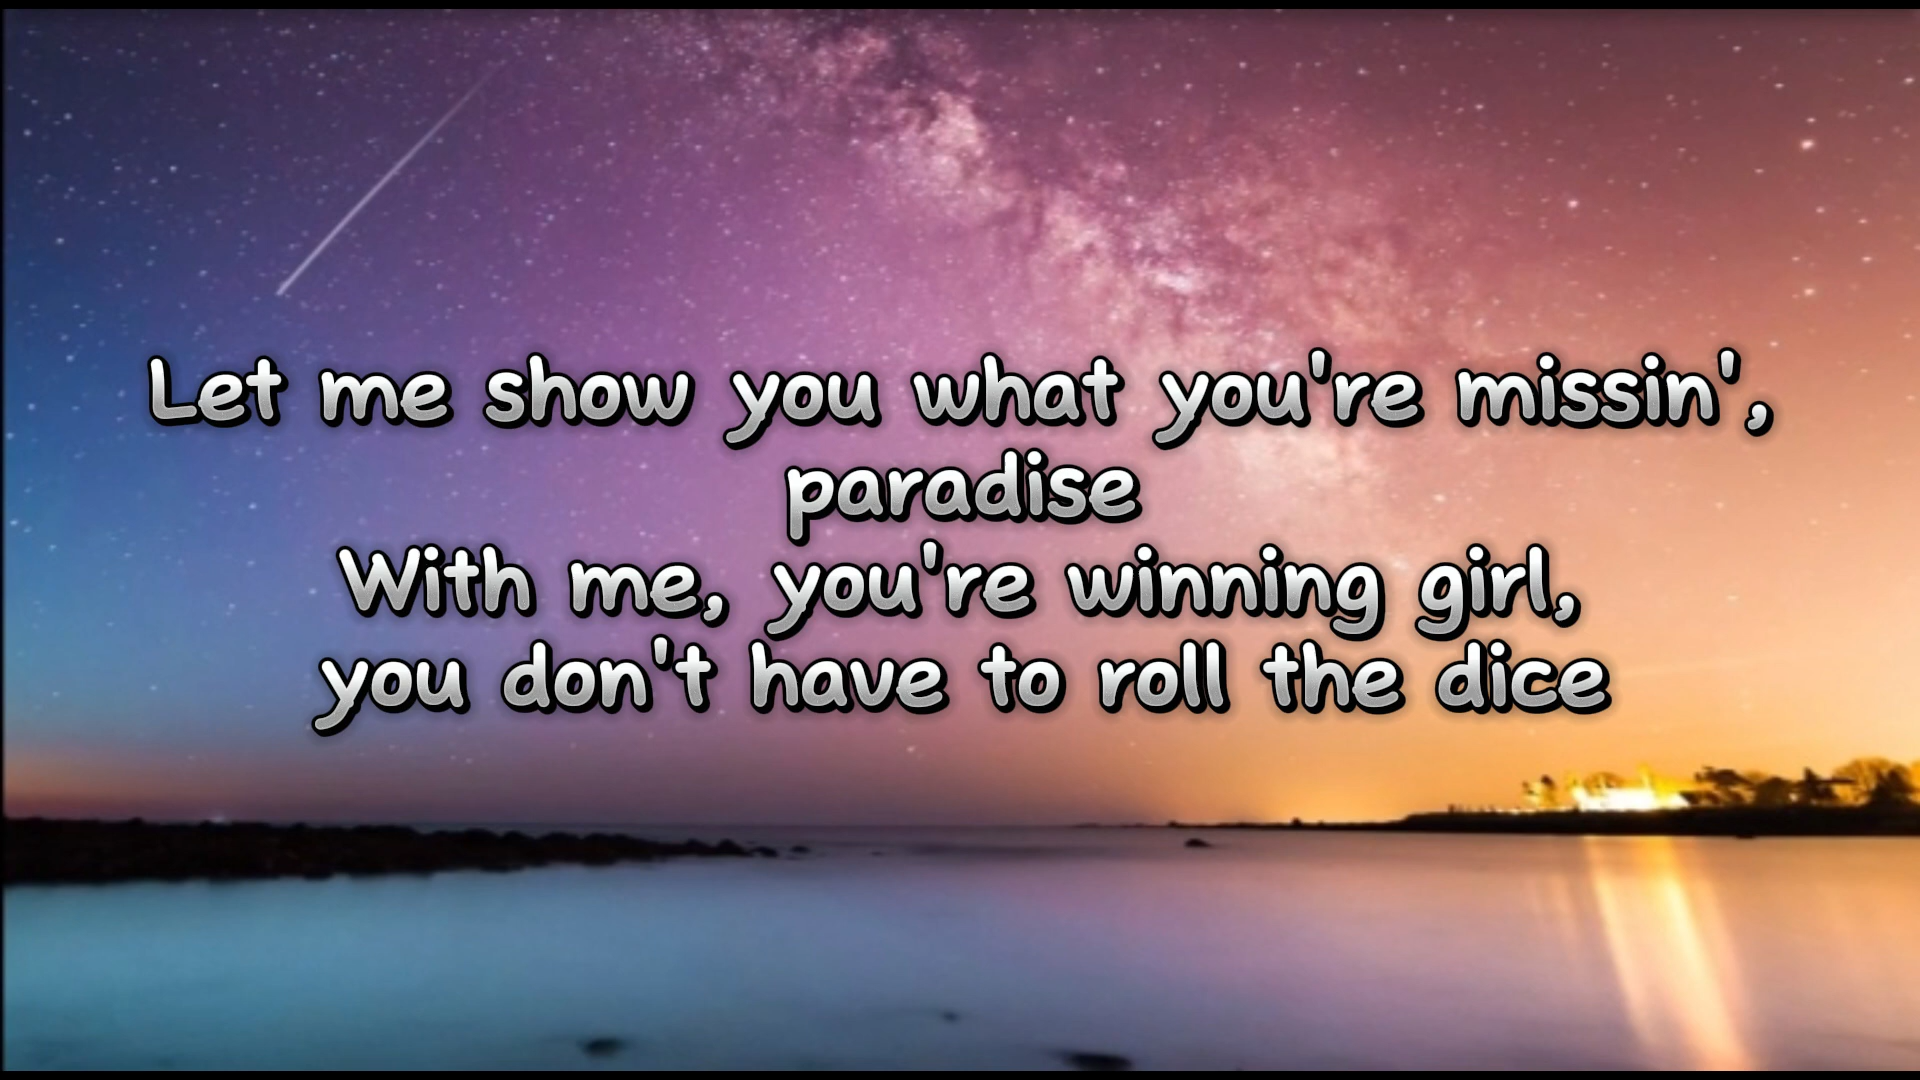 Let me show you what you're missin',
paradise
With me, you're winning girl,
you don't have to roll the dice